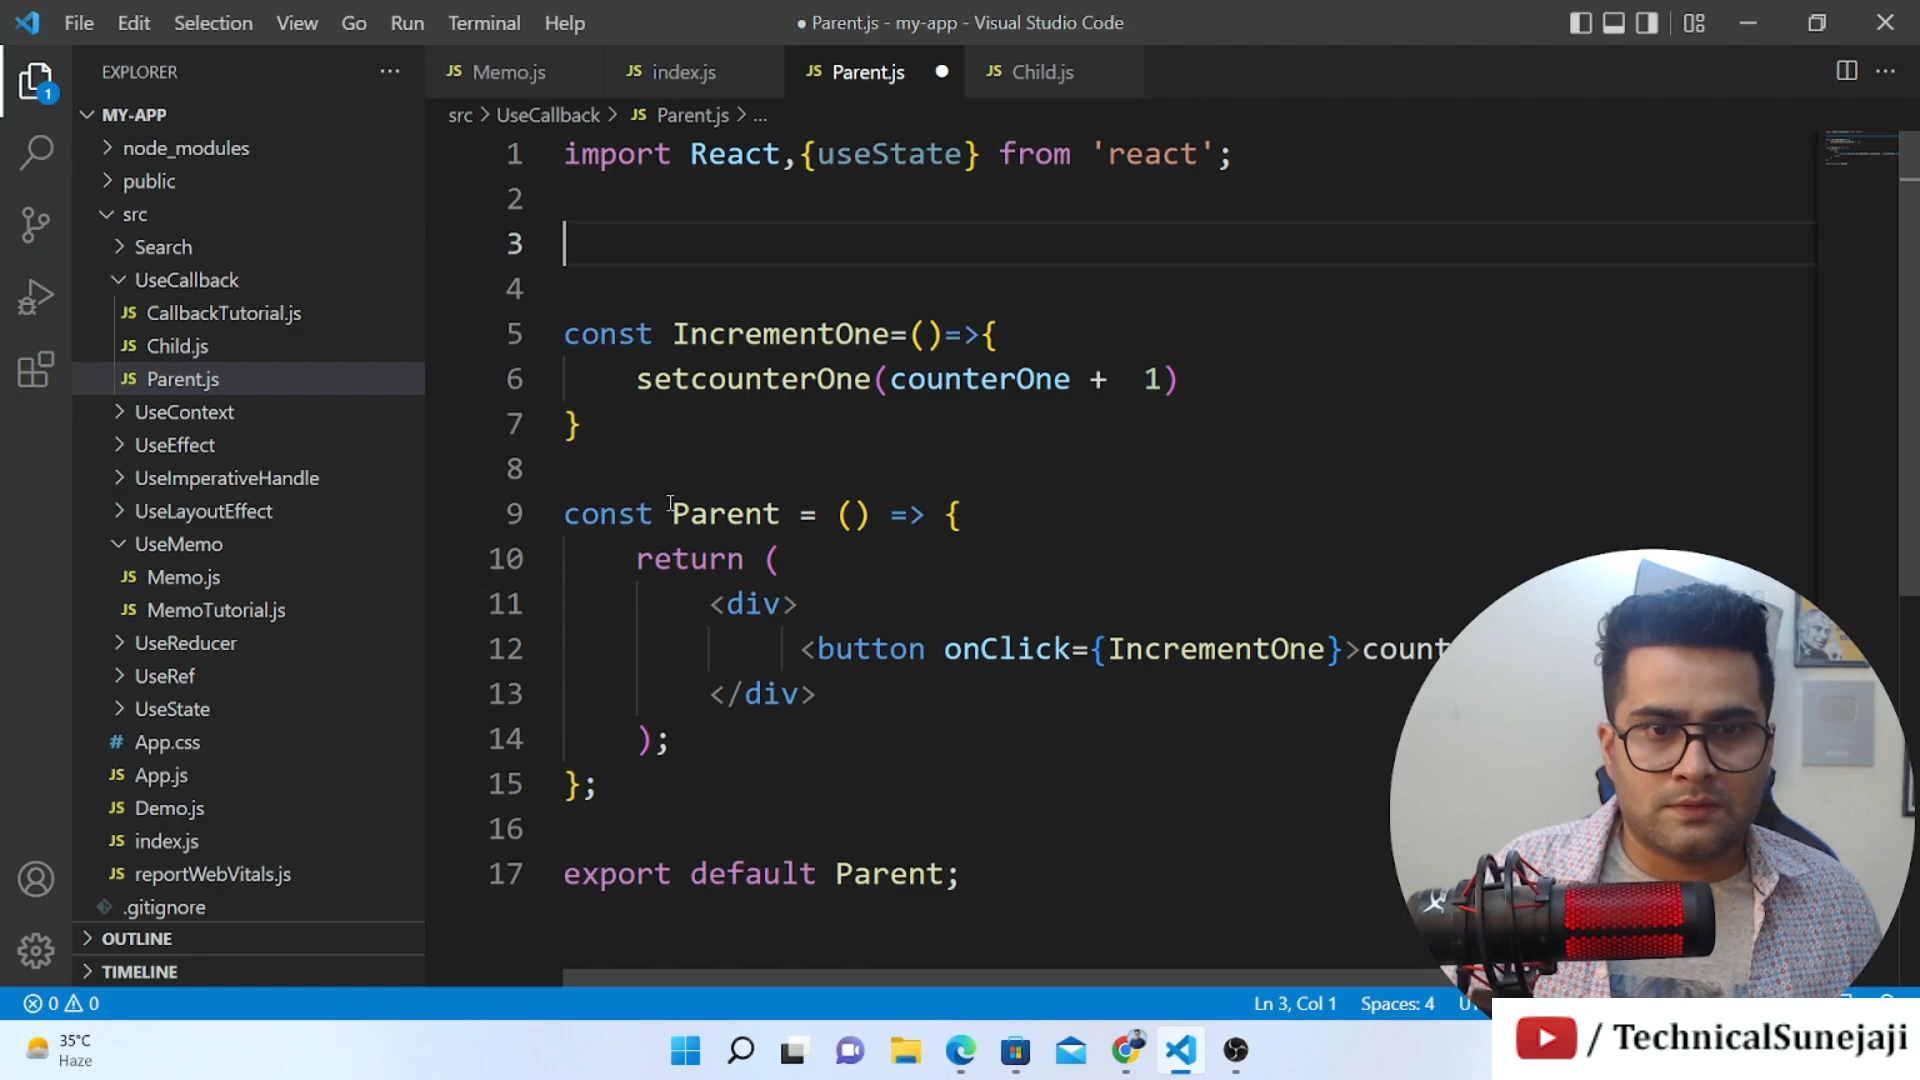 File Edit Selection View Go Run Terminal Help
● Parent.js - my-app - Visual Studio Code
EXPLORER
JS Memo.js
JS index.js
JS Parent.js
JS Child.js
src > UseCallback > JS Parent.js > ...
1
MY-APP
node_modules
public
src
Search
UseCallback
JS CallbackTutorial.js
JS Child.js
JS Parent.js
UseContext
UseEffect
UseImperativeHandle
UseLayoutEffect
UseMemo
JS Memo.js
JS MemoTutorial.js
UseReducer
UseRef
UseState
# App.css
JS App.js
JS Demo.js
JS index.js
JS reportWebVitals.js
.gitignore
OUTLINE
TIMELINE
1 import React,{useState} from 'react';
2
3
4
5 const IncrementOne=()=>{
6 setcounterOne(counterOne + 1)
7 }
8
9 const Parent = () => {
10 return (
11 <div>
12 <button onClick={IncrementOne}>count
13 </div>
14 );
15 };
16
17 export default Parent;
0 0
Ln 3, Col 1 Spaces: 4
35°C
Haze
/ TechnicalSunejaji